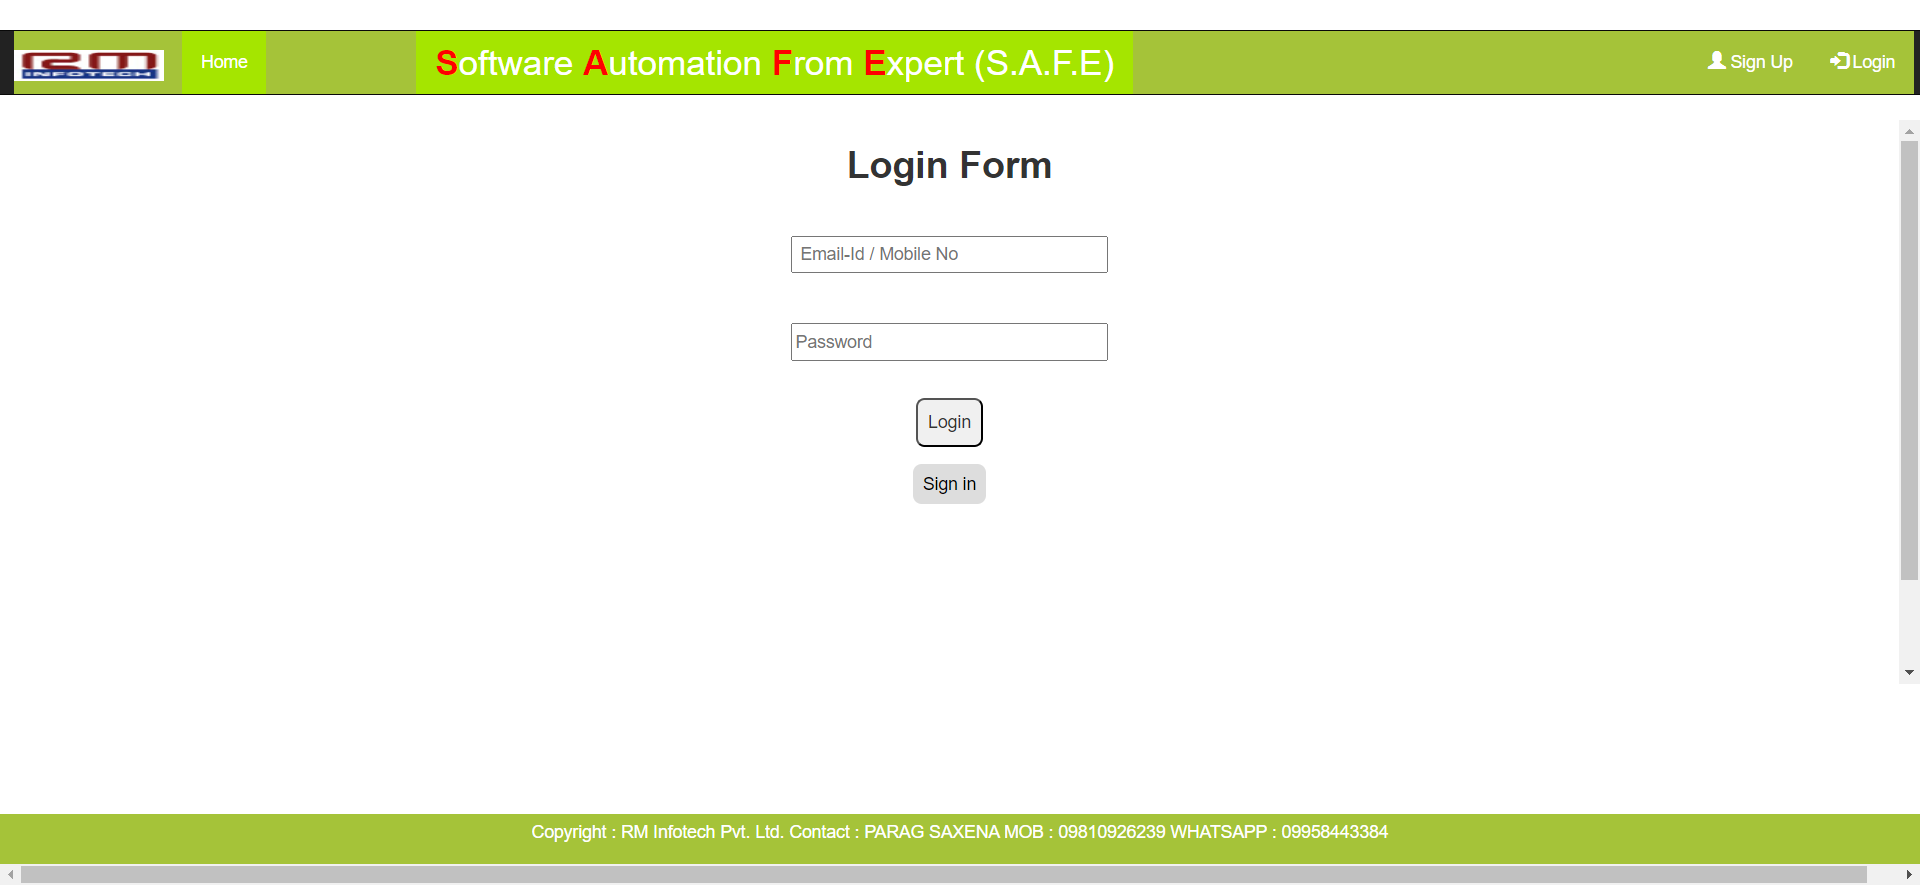 RM INFOTECH
Home
Software Automation From Expert (S.A.F.E)
Sign Up
Login
Login Form
Email-Id / Mobile No
Password
Login
Sign in
Copyright : RM Infotech Pvt. Ltd. Contact : PARAG SAXENA MOB : 09810926239 WHATSAPP : 09958443384